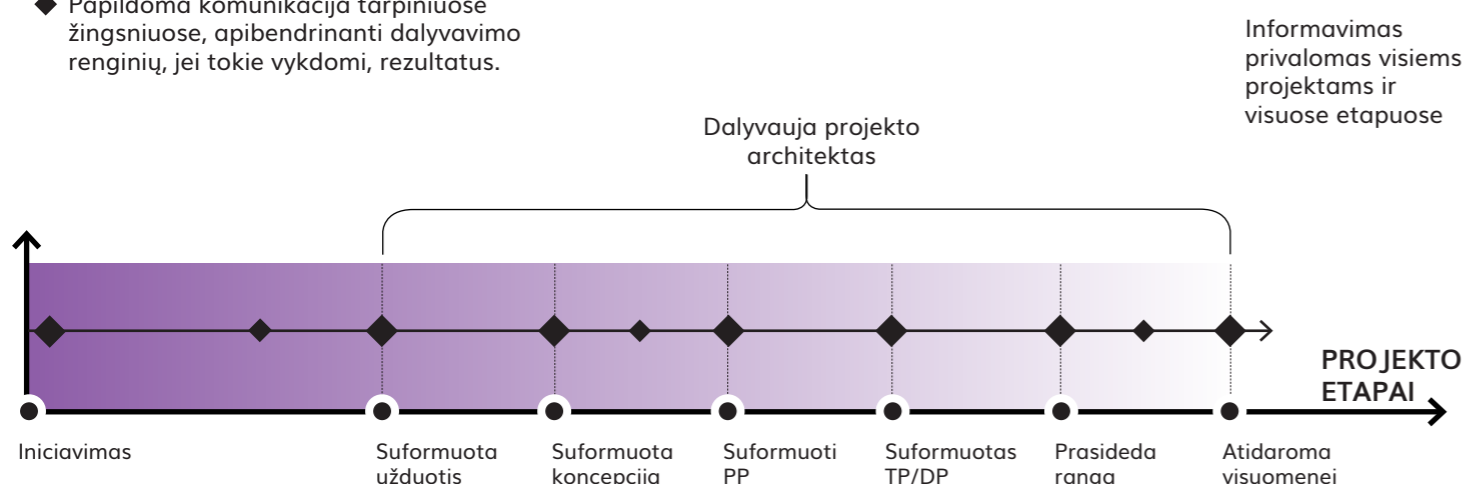 Papildoma komunikacija tarpiniuose
žingsniuose, apibendrinanti dalyvavimo
renginių, jei tokie vykdomi, rezultatus.
Informavimas
privalomas visiems
projektams ir
visuose etapuose
Dalyvauja projekto
architektas
PROJEKTO
ETAPAI
Iniciavimas
Suformuota
užduotis
Suformuota
koncepcija
Suformuoti
PP
Suformuotas
TP/DP
Prasideda
ranga
Atidaroma
visuomenei